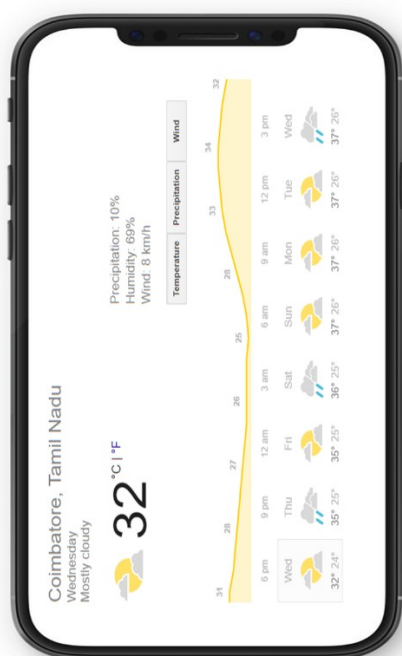 Coimbatore, Tamil Nadu
Wednesday
Mostly cloudy
32 °C | °F
Precipitation: 10%
Humidity: 69%
Wind: 8 km/h
Temperature Precipitation Wind
31 28 27 26 25 28 33 34 32
6 pm 9 pm 12 am 3 am 6 am 9 am 12 pm 3 pm
Wed Thu Fri Sat Sun Mon Tue Wed
32° 24° 35° 25° 35° 25° 36° 25° 37° 26° 37° 26° 37° 26° 37° 26°